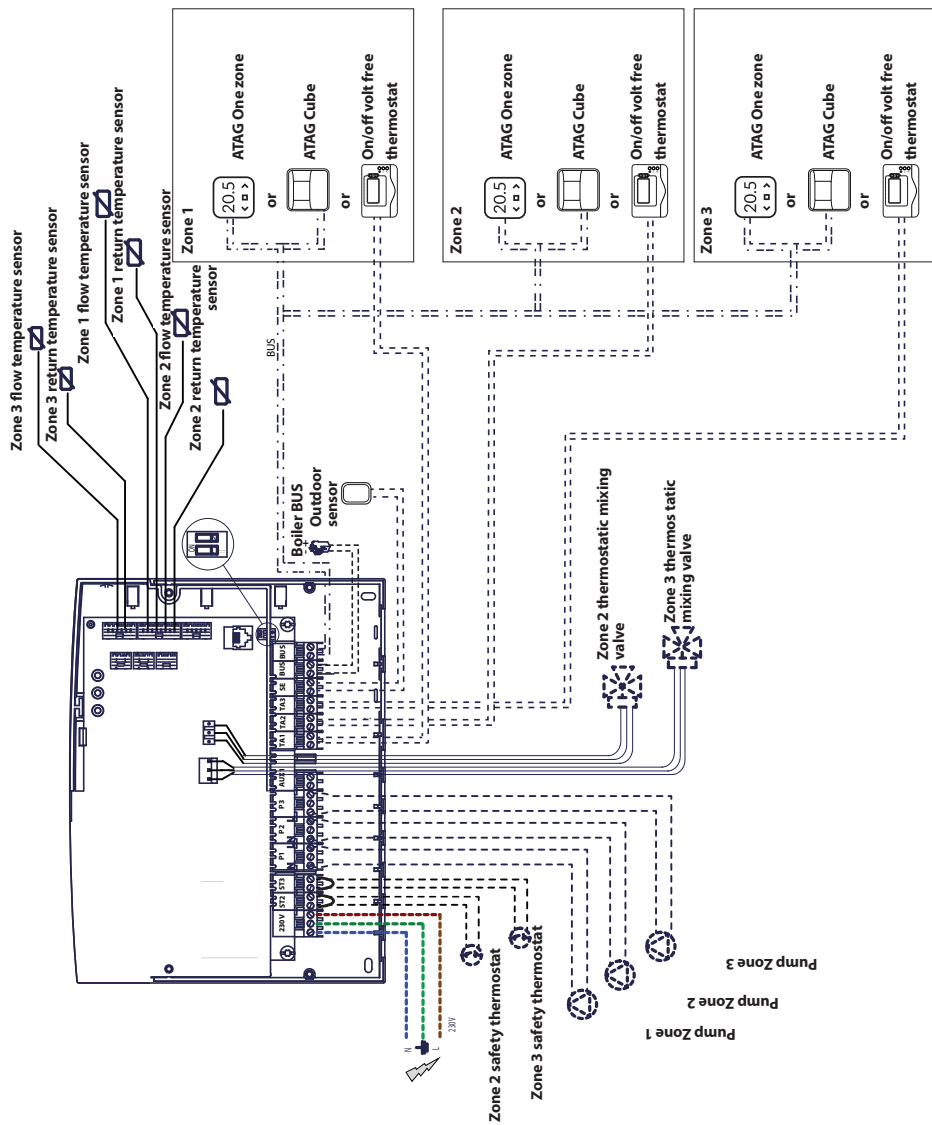 Zone 3 flow temperature sensor
Zone 3 return temperature sensor
Zone 1 flow temperature sensor
Zone 1 return temperature sensor
Zone 2 flow temperature sensor
Zone 2 return temperature
sensor
Zone 1
ATAG One zone
20.5
or
ATAG Cube
or
On/off volt free
thermostat
Zone 2
ATAG One zone
20.5
or
ATAG Cube
or
On/off volt free
thermostat
Zone 3
ATAG One zone
20.5
or
ATAG Cube
or
On/off volt free
thermostat
BUS
ON
Boiler BUS
Outdoor
sensor
230V
ST2
ST3
P1
P2
P3
AUX1
TA1
TA2
TA3
SE
BUS
BUS
N
L
N
L
230V
Zone 2 thermostatic mixing
valve
Zone 3 thermos tatic
mixing valve
Zone 2 safety thermostat
Zone 3 safety thermostat
Pump Zone 1
Pump Zone 2
Pump Zone 3